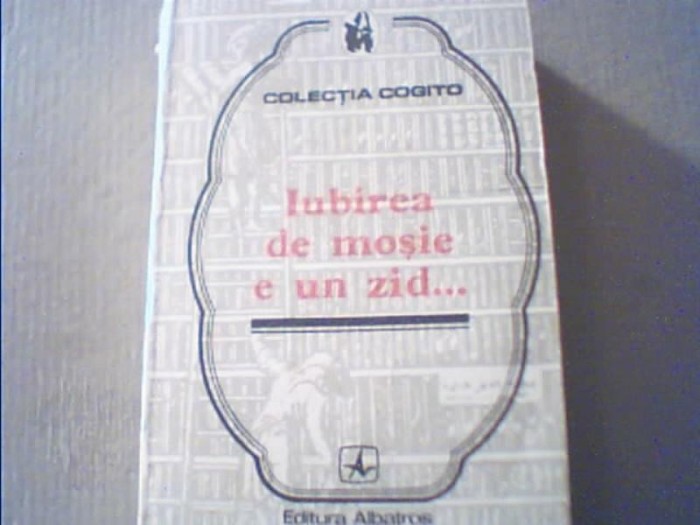 COLECȚIA COGITO
Iubirea
de moșie
e un zid...
Editura Albatros